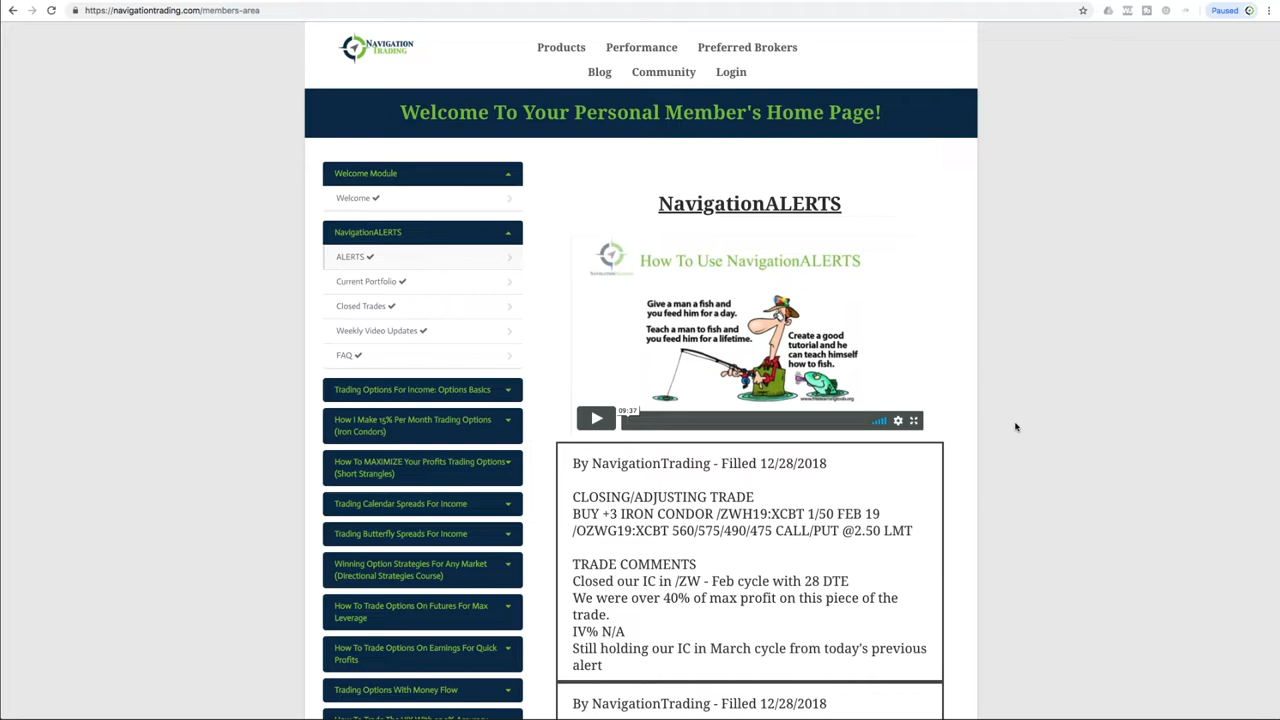 https://navigationtrading.com/members-area
Paused
NAVIGATION
TRADING
Products Performance Preferred Brokers
Blog Community Login
Welcome To Your Personal Member's Home Page!
Welcome Module
Welcome
NavigationALERTS
ALERTS
Current Portfolio
Closed Trades
Weekly Video Updates
FAQ
Trading Options For Income: Options Basics
How I Make 15% Per Month Trading Options
(Iron Condors)
How To MAXIMIZE Your Profits Trading Options
(Short Strangles)
Trading Calendar Spreads For Income
Trading Butterfly Spreads For Income
Winning Option Strategies For Any Market
(Directional Strategies Course)
How To Trade Options On Futures For Max
Leverage
How To Trade Options On Earnings For Quick
Profits
Trading Options With Money Flow
NavigationALERTS
How To Use NavigationALERTS
Give a man a fish and
you feed him for a day.
Teach a man to fish and
you feed him for a lifetime.
Create a good
tutorial and he
can teach himself
how to fish.
09:37
By NavigationTrading - Filled 12/28/2018
CLOSING/ADJUSTING TRADE
BUY +3 IRON CONDOR /ZWH19:XCBT 1/50 FEB 19
/OZWG19:XCBT 560/575/490/475 CALL/PUT @2.50 LMT
TRADE COMMENTS
Closed our IC in /ZW - Feb cycle with 28 DTE
We were over 40% of max profit on this piece of the
trade.
IV% N/A
Still holding our IC in March cycle from today's previous
alert
By NavigationTrading - Filled 12/28/2018